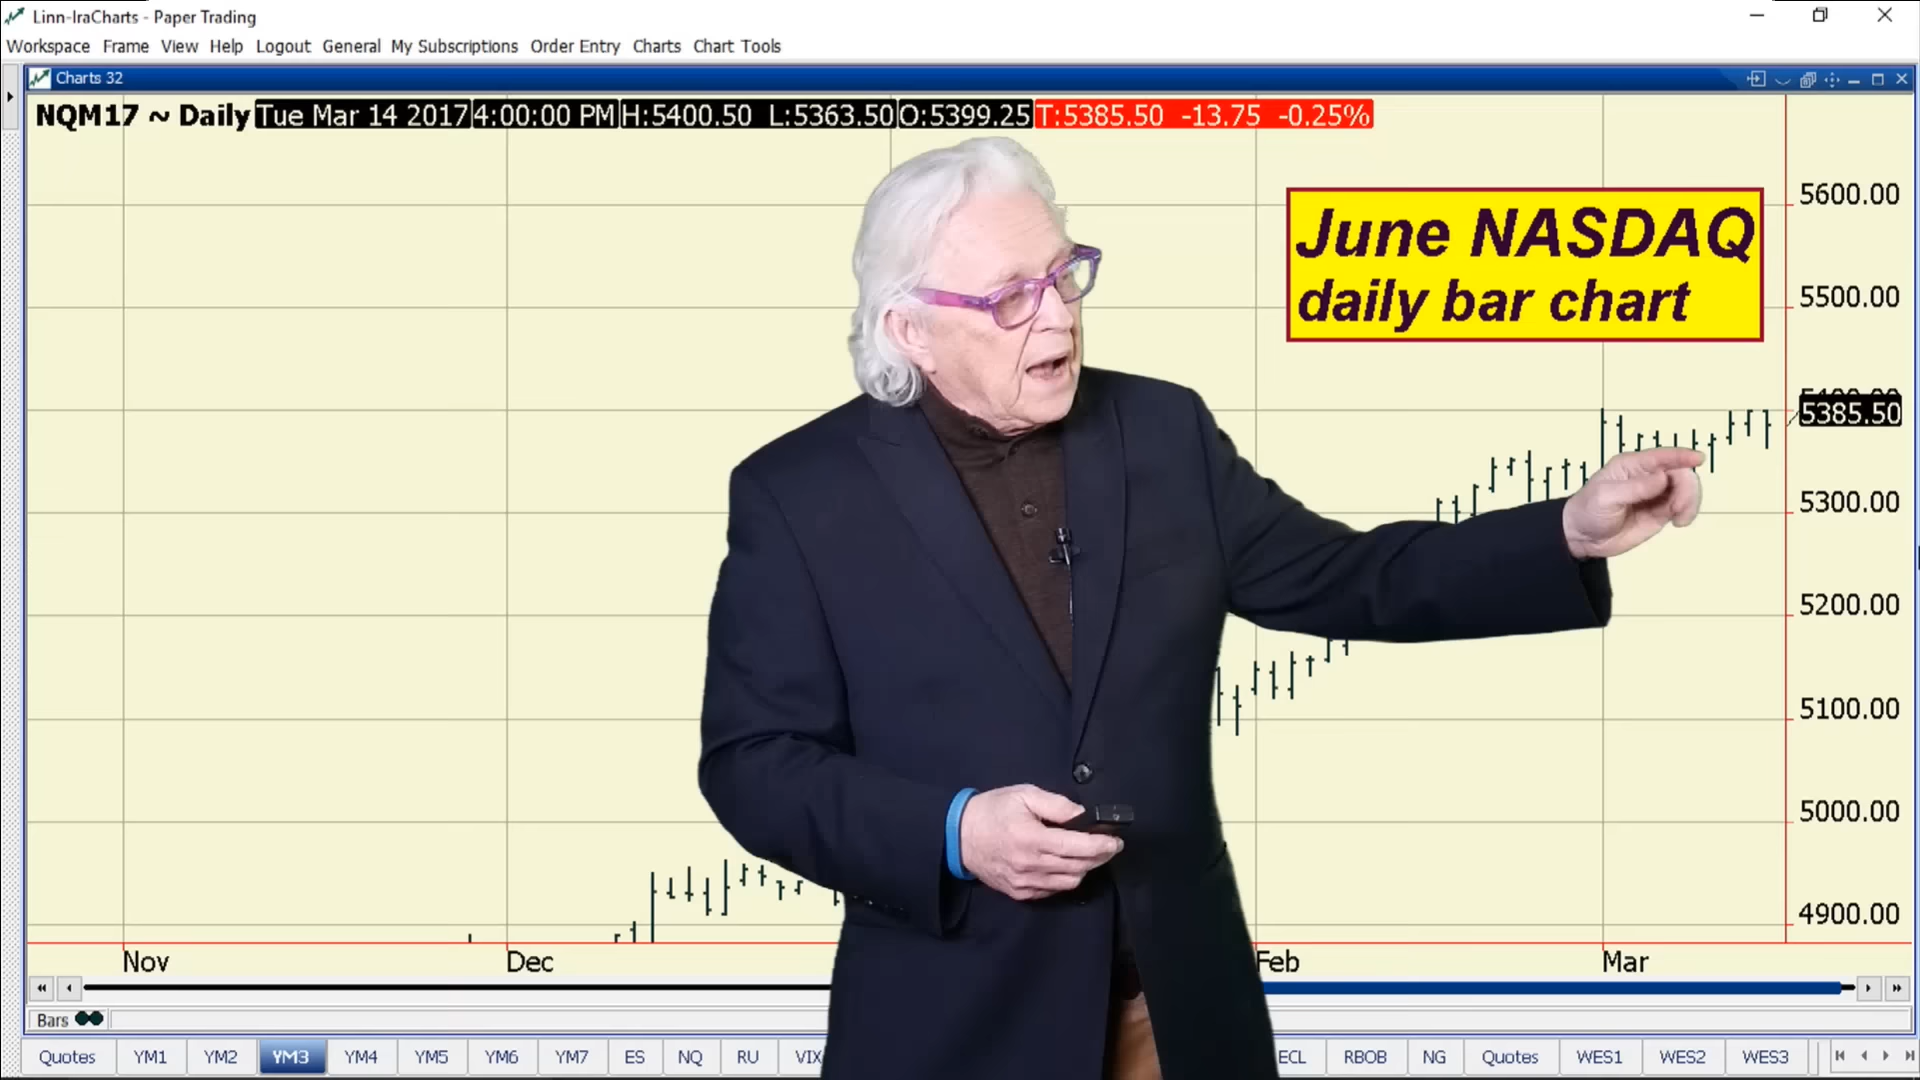 Linn-IraCharts - Paper Trading
Workspace Frame View Help Logout General My Subscriptions Order Entry Charts Chart Tools
Charts 32
NQM17 ~ Daily Tue Mar 14 2017 4:00:00 PM H:5400.50 L:5363.50 O:5399.25 T:5385.50 -13.75 -0.25%
5600.00
June NASDAQ
daily bar chart
5500.00
5385.50
5300.00
5200.00
5100.00
5000.00
4900.00
Nov Dec Feb Mar
Bars
Quotes YM1 YM2 YM3 YM4 YM5 YM6 YM7 ES NQ RU VIX ECL RBOB NG Quotes WES1 WES2 WES3